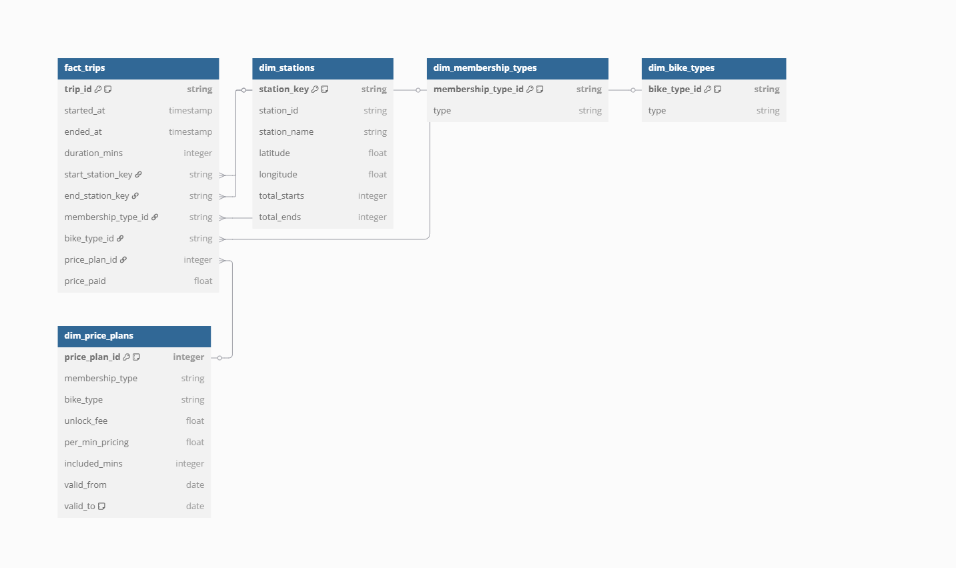 fact_trips
trip_id string
started_at timestamp
ended_at timestamp
duration_mins integer
start_station_key string
end_station_key string
membership_type_id string
bike_type_id string
price_plan_id integer
price_paid float
dim_stations
station_key string
station_id string
station_name string
latitude float
longitude float
total_starts integer
total_ends integer
dim_membership_types
membership_type_id string
type string
dim_bike_types
bike_type_id string
type string
dim_price_plans
price_plan_id integer
membership_type string
bike_type string
unlock_fee float
per_min_pricing float
included_mins integer
valid_from date
valid_to date